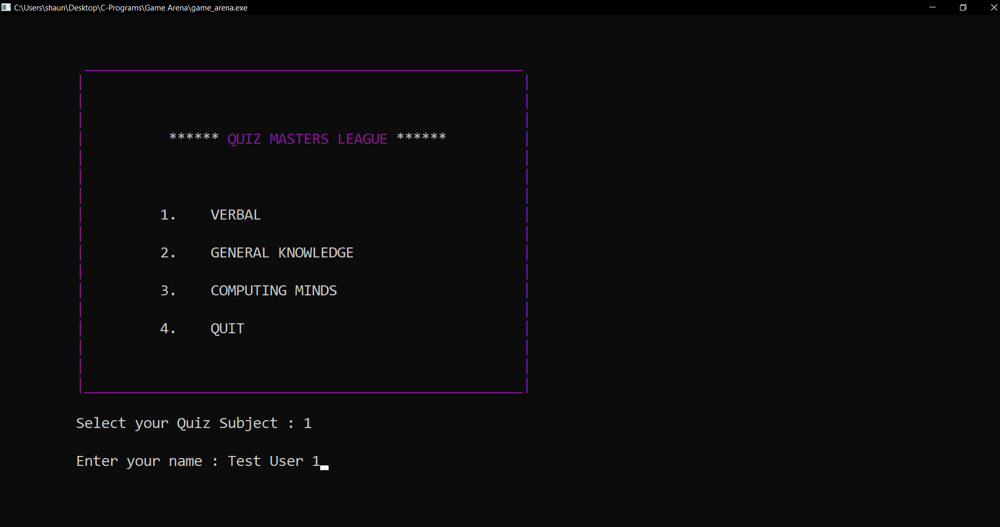 C:\Users\shaun\Desktop\C-Programs\Game Arena\game_arena.exe
****** QUIZ MASTERS LEAGUE ******
1. VERBAL
2. GENERAL KNOWLEDGE
3. COMPUTING MINDS
4. QUIT
Select your Quiz Subject : 1
Enter your name : Test User 1